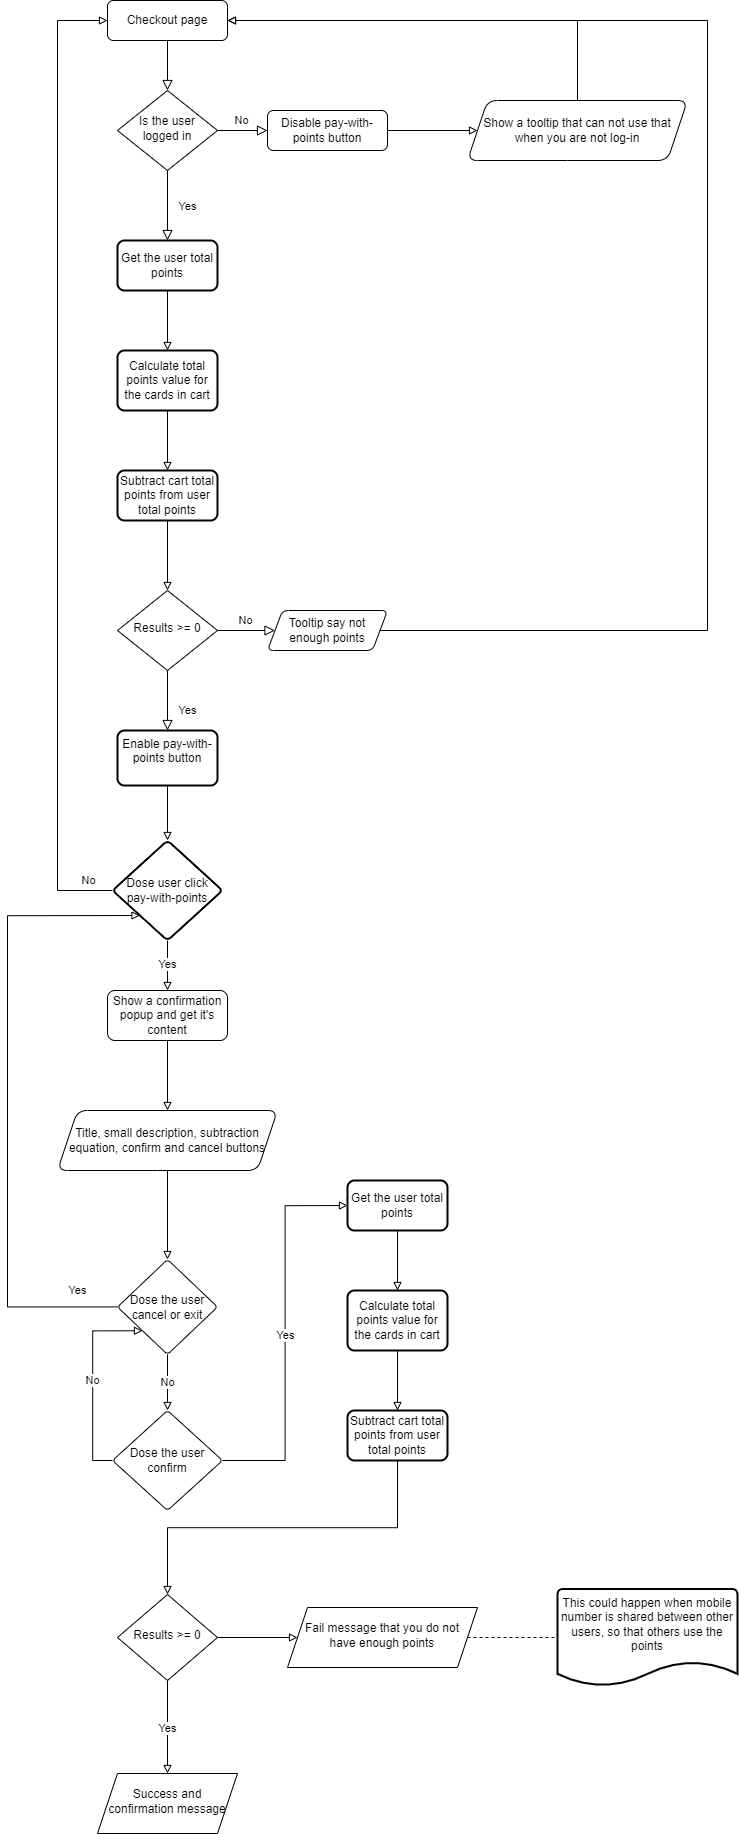 Checkout page
Is the user
logged in
No
Disable pay-with-
points button
Show a tooltip that can not use that
when you are not log-in
Yes
Get the user total
points
Calculate total
points value for
the cards in cart
Subtract cart total
points from user
total points
Results >= 0
No
Tooltip say not
enough points
Yes
Enable pay-with-
points button
Dose user click
pay-with-points
No
Yes
Show a confirmation
popup and get it's
content
Title, small description, subtraction
equation, confirm and cancel buttons
Dose the user
cancel or exit
Yes
No
No
Dose the user
confirm
Yes
Get the user total
points
Calculate total
points value for
the cards in cart
Subtract cart total
points from user
total points
Results >= 0
Fail message that you do not
have enough points
This could happen when mobile
number is shared between other
users, so that others use the
points
Yes
Success and
confirmation message